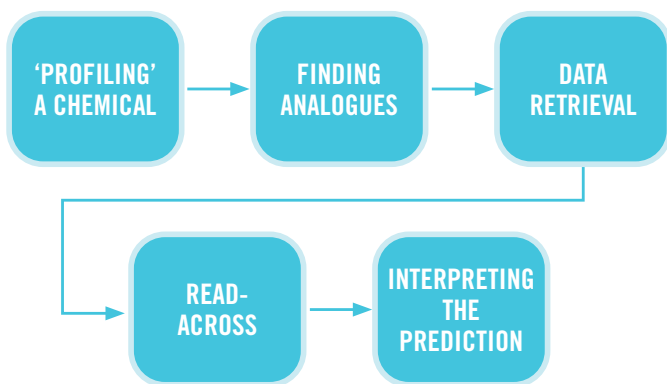 ‘PROFILING’
A CHEMICAL
FINDING
ANALOGUES
DATA
RETRIEVAL
READ-
ACROSS
INTERPRETING
THE
PREDICTION